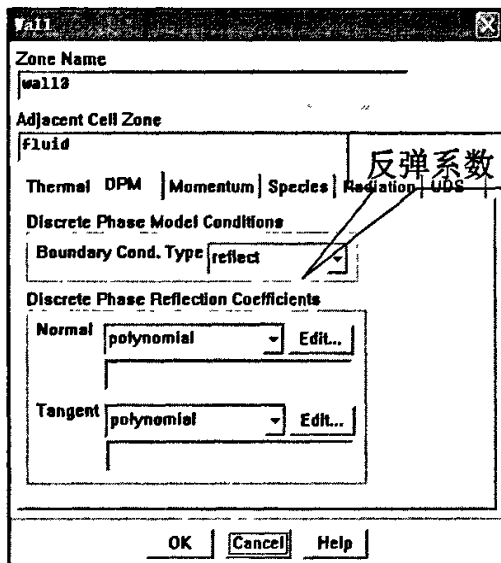 Wall
Zone Name
wall3
Adjacent Cell Zone
fluid
反弹系数
Thermal DPM Momentum Species Radiation UDS
Discrete Phase Model Conditions
Boundary Cond. Type reflect
Discrete Phase Reflection Coefficients
Normal
polynomial Edit...
Tangent
polynomial Edit...
OK Cancel Help